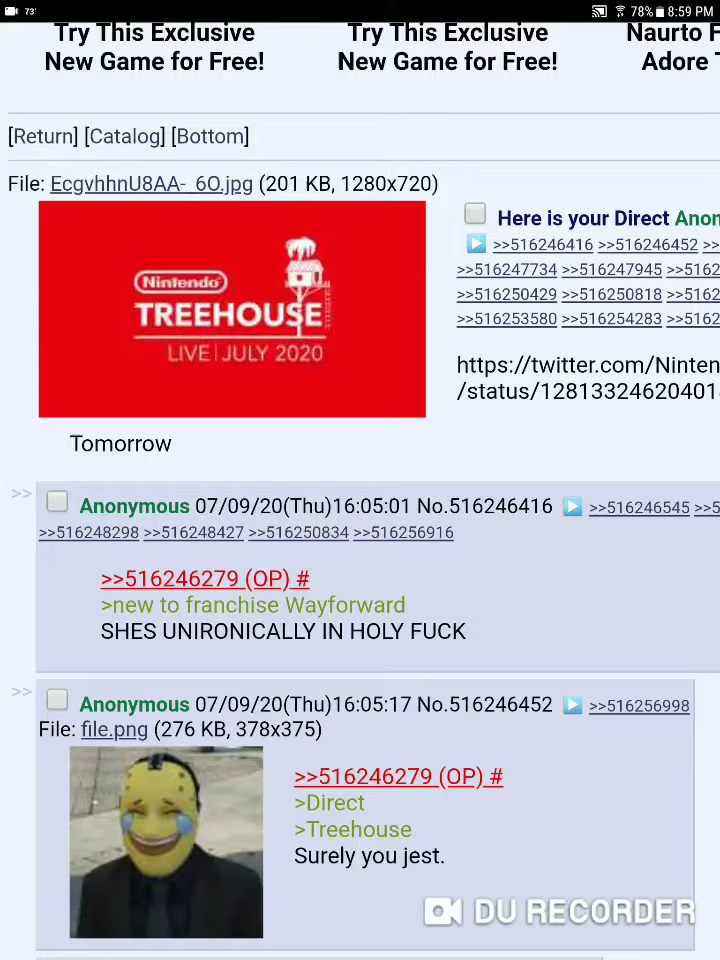 73°
78% 8:59 PM
Try This Exclusive
New Game for Free!
Try This Exclusive
New Game for Free!
Naurto F
Adore T
[Return] [Catalog] [Bottom]
File: EcgvhhnU8AA-_6O.jpg (201 KB, 1280x720)
Nintendo
TREEHOUSE
LIVE | JULY 2020
Here is your Direct Anon
>>516246416 >>516246452 >>
>>516247734 >>516247945 >>5162
>>516250429 >>516250818 >>5162
>>516253580 >>516254283 >>5162
https://twitter.com/Ninten
/status/128133246204018
Tomorrow
>> Anonymous 07/09/20(Thu)16:05:01 No.516246416 >>516246545 >>5
>>516248298 >>516248427 >>516250834 >>516256916
>>516246279 (OP) #
>new to franchise Wayforward
SHES UNIRONICALLY IN HOLY FUCK
>> Anonymous 07/09/20(Thu)16:05:17 No.516246452 >>516256998
File: file.png (276 KB, 378x375)
>>516246279 (OP) #
>Direct
>Treehouse
Surely you jest.
DU RECORDER